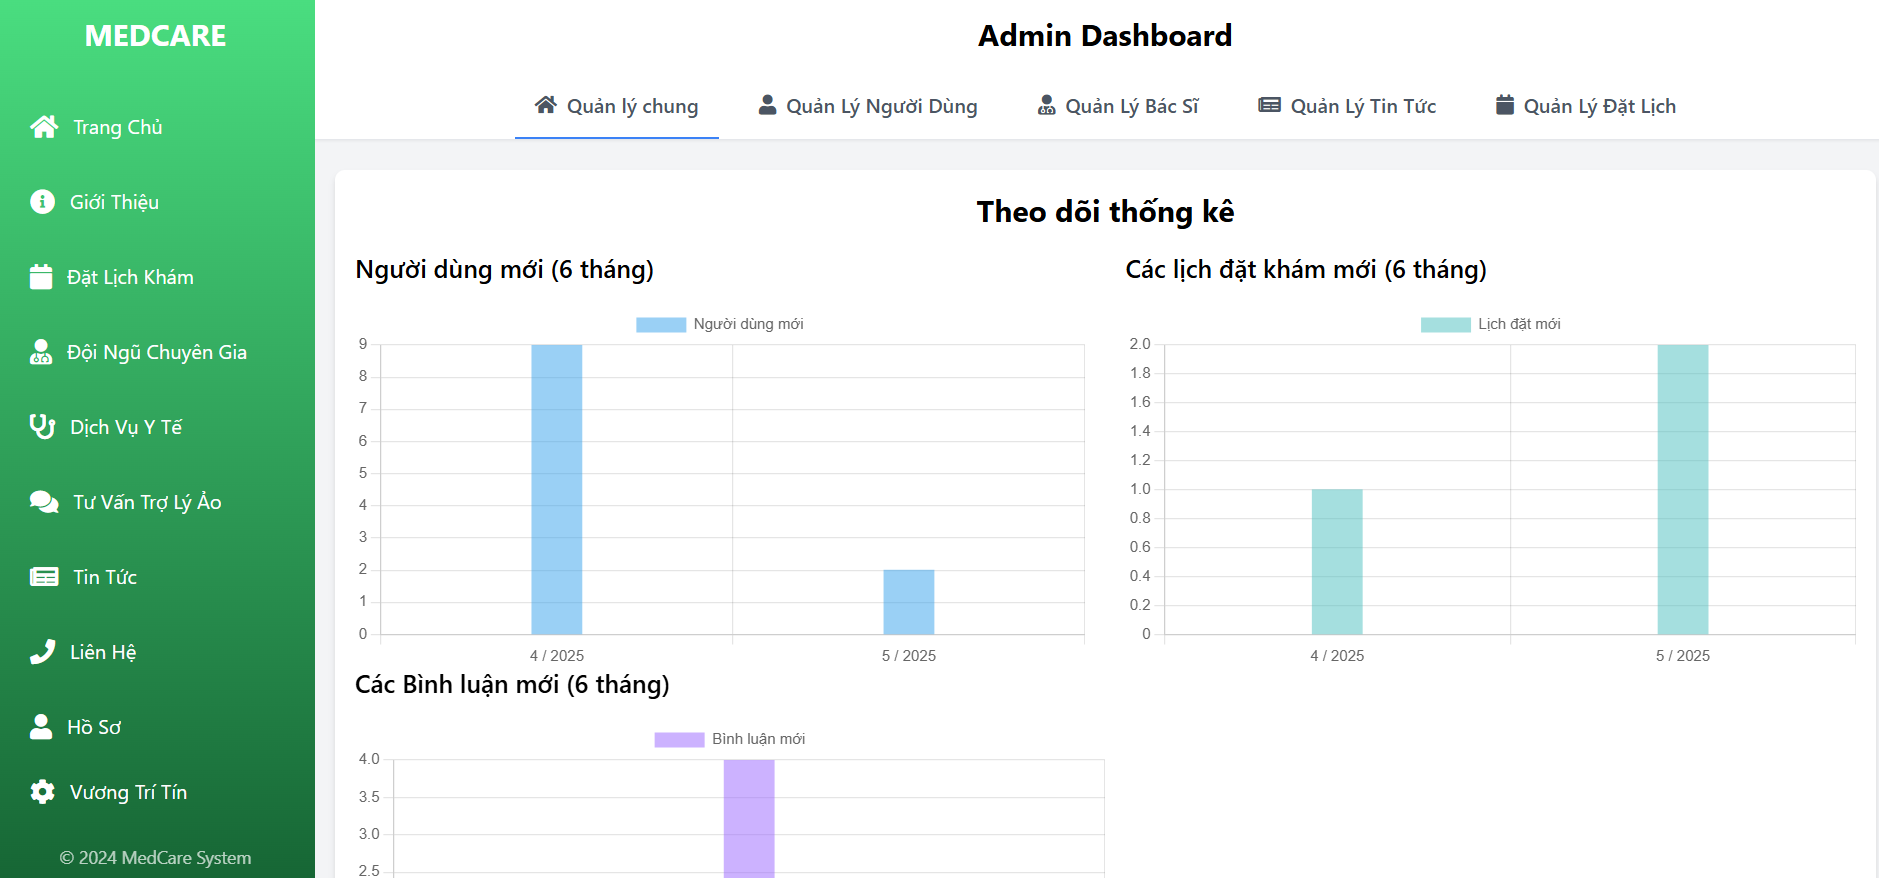 MEDCARE
Trang Chủ
Giới Thiệu
Đặt Lịch Khám
Đội Ngũ Chuyên Gia
Dịch Vụ Y Tế
Tư Vấn Trợ Lý Ảo
Tin Tức
Liên Hệ
Hồ Sơ
Vương Trí Tín
© 2024 MedCare System
Admin Dashboard
Quản lý chung
Quản Lý Người Dùng
Quản Lý Bác Sĩ
Quản Lý Tin Tức
Quản Lý Đặt Lịch
Theo dõi thống kê
Người dùng mới (6 tháng)
Người dùng mới
9
8
7
6
5
4
3
2
1
0
4 / 2025
5 / 2025
Các lịch đặt khám mới (6 tháng)
Lịch đặt mới
2.0
1.8
1.6
1.4
1.2
1.0
0.8
0.6
0.4
0.2
0
4 / 2025
5 / 2025
Các Bình luận mới (6 tháng)
Bình luận mới
4.0
3.5
3.0
2.5